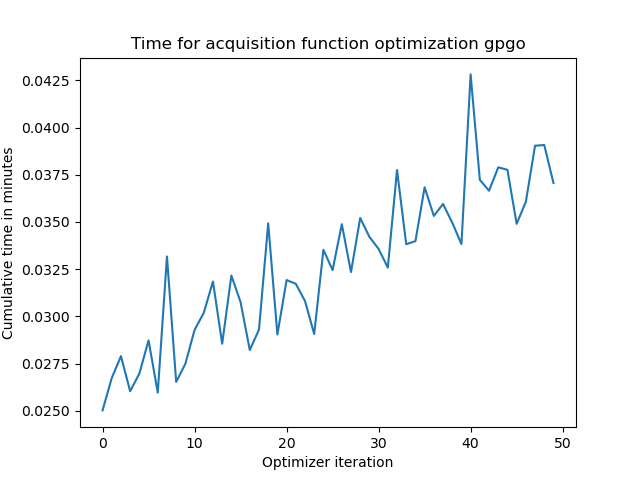 Time for acquisition function optimization gpgo
0.0425
0.0400
0.0375
0.0350
0.0325
0.0300
0.0275
0.0250
Cumulative time in minutes
0 10 20 30 40 50
Optimizer iteration